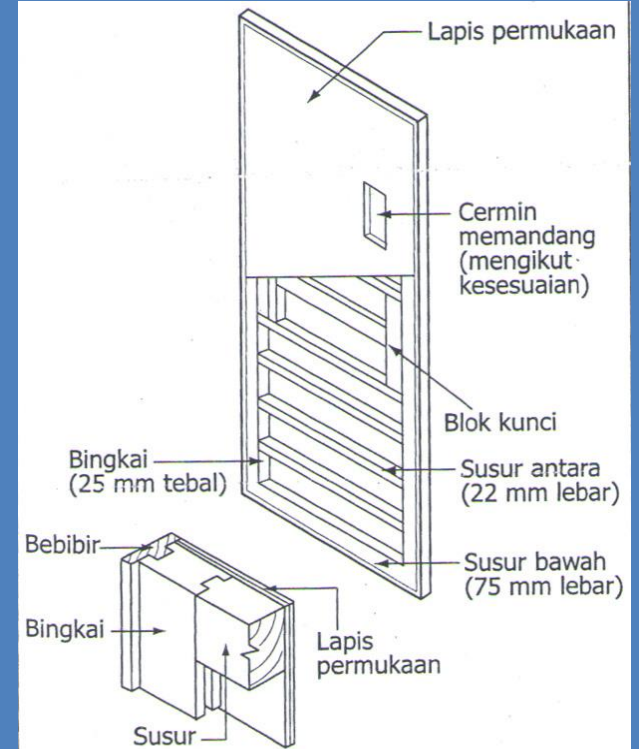 Lapis permukaan
Cermin
memandang
(mengikut
kesesuaian)
Blok kunci
Bingkai
(25 mm tebal)
Susur antara
(22 mm lebar)
Bebibir
Susur bawah
(75 mm lebar)
Bingkai
Lapis
permukaan
Susur